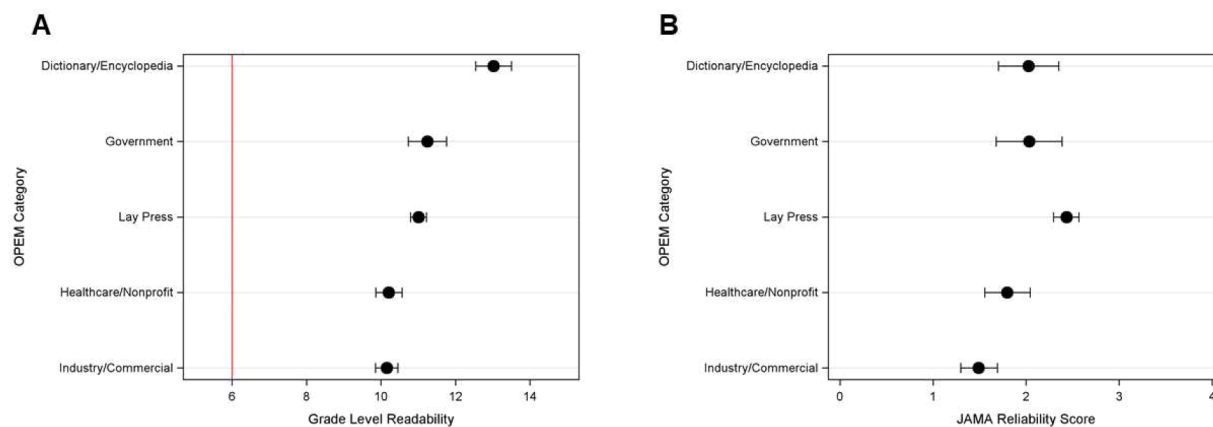 A
OPEM Category
Dictionary/Encyclopedia
Government
Lay Press
Healthcare/Nonprofit
Industry/Commercial
6 8 10 12 14
Grade Level Readability
B
OPEM Category
Dictionary/Encyclopedia
Government
Lay Press
Healthcare/Nonprofit
Industry/Commercial
0 1 2 3 4
JAMA Reliability Score